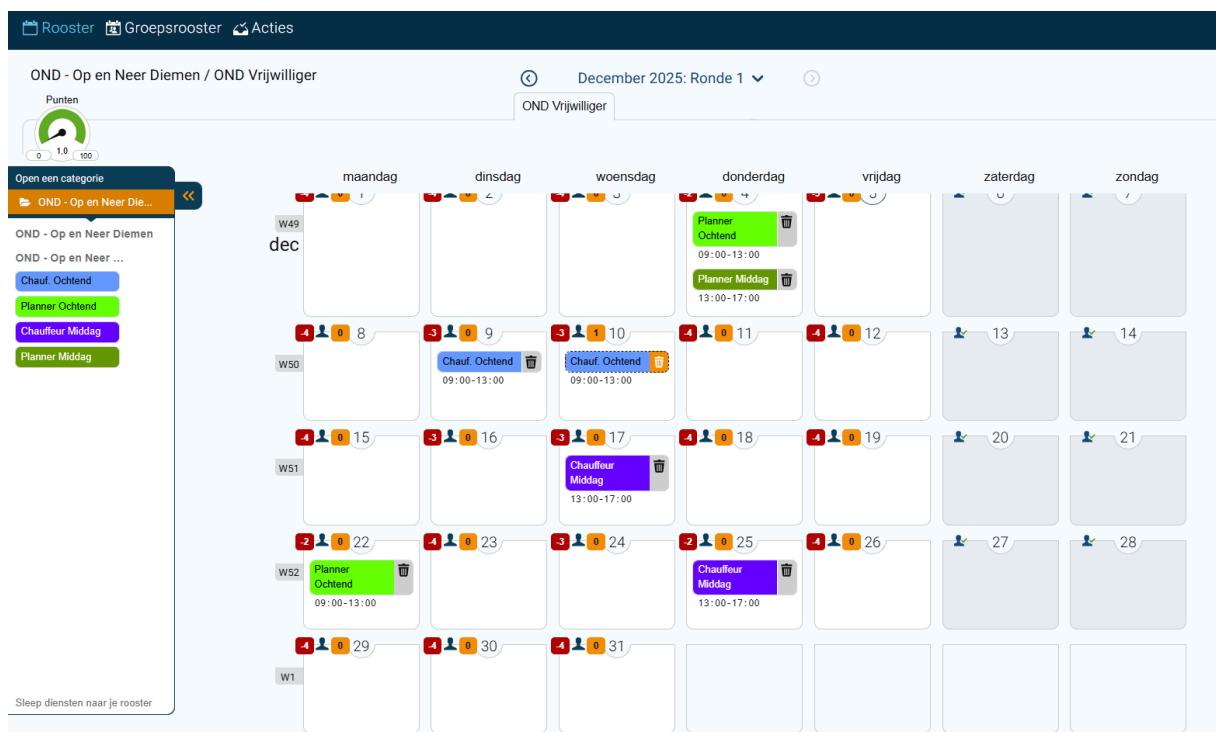 Rooster Groepsrooster Acties
OND - Op en Neer Diemen / OND Vrijwilliger
December 2025: Ronde 1
Punten
OND Vrijwilliger
0 1,0 100
Open een categorie
OND - Op en Neer Die...
OND - Op en Neer Diemen
OND - Op en Neer ...
Chauf. Ochtend
Planner Ochtend
Chauffeur Middag
Planner Middag
Sleep diensten naar je rooster
maandag dinsdag woensdag donderdag vrijdag zaterdag zondag
W49
dec
Planner
Ochtend
09:00-13:00
Planner Middag
13:00-17:00
-4 0 8 -3 0 9 -3 1 10 -4 0 11 -4 0 12 13 14
W50
Chauf. Ochtend Chauf. Ochtend
09:00-13:00 09:00-13:00
-4 0 15 -3 0 16 -3 0 17 -4 0 18 -4 0 19 20 21
W51
Chauffeur
Middag
13:00-17:00
-2 0 22 -4 0 23 -3 0 24 -2 0 25 -4 0 26 27 28
W52
Planner Chauffeur
Ochtend Middag
09:00-13:00 13:00-17:00
-4 0 29 -4 0 30 -4 0 31
W1